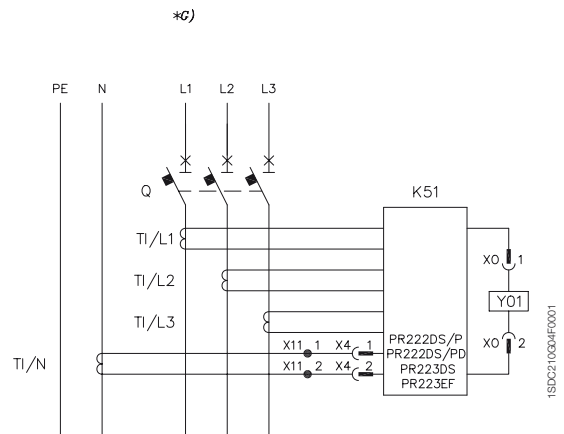 *G)
PE N L1 L2 L3
Q
K51
TI/L1
X0 1
TI/L2
Y01
TI/L3
X11 1 X4 1
PR222DS/P
X0 2
TI/N
PR222DS/PD
X11 2 X4 2
PR223DS
PR223EF
1SDC210G04F0001